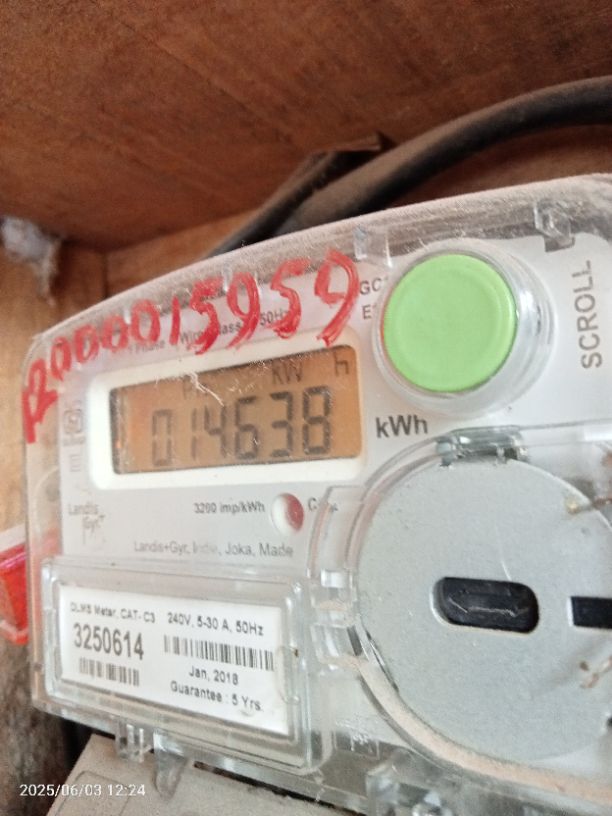 R000015959
SCROLL
kW h
014638
kWh
3200 imp/kWh
Landis
Gyr
Landis+Gyr, India, Joka, Made
DLMS Meter, CAT- C3
240V, 5-30 A, 50Hz
3250614
Jan, 2018
Guarantee : 5 Yrs.
2025/06/03 12:24